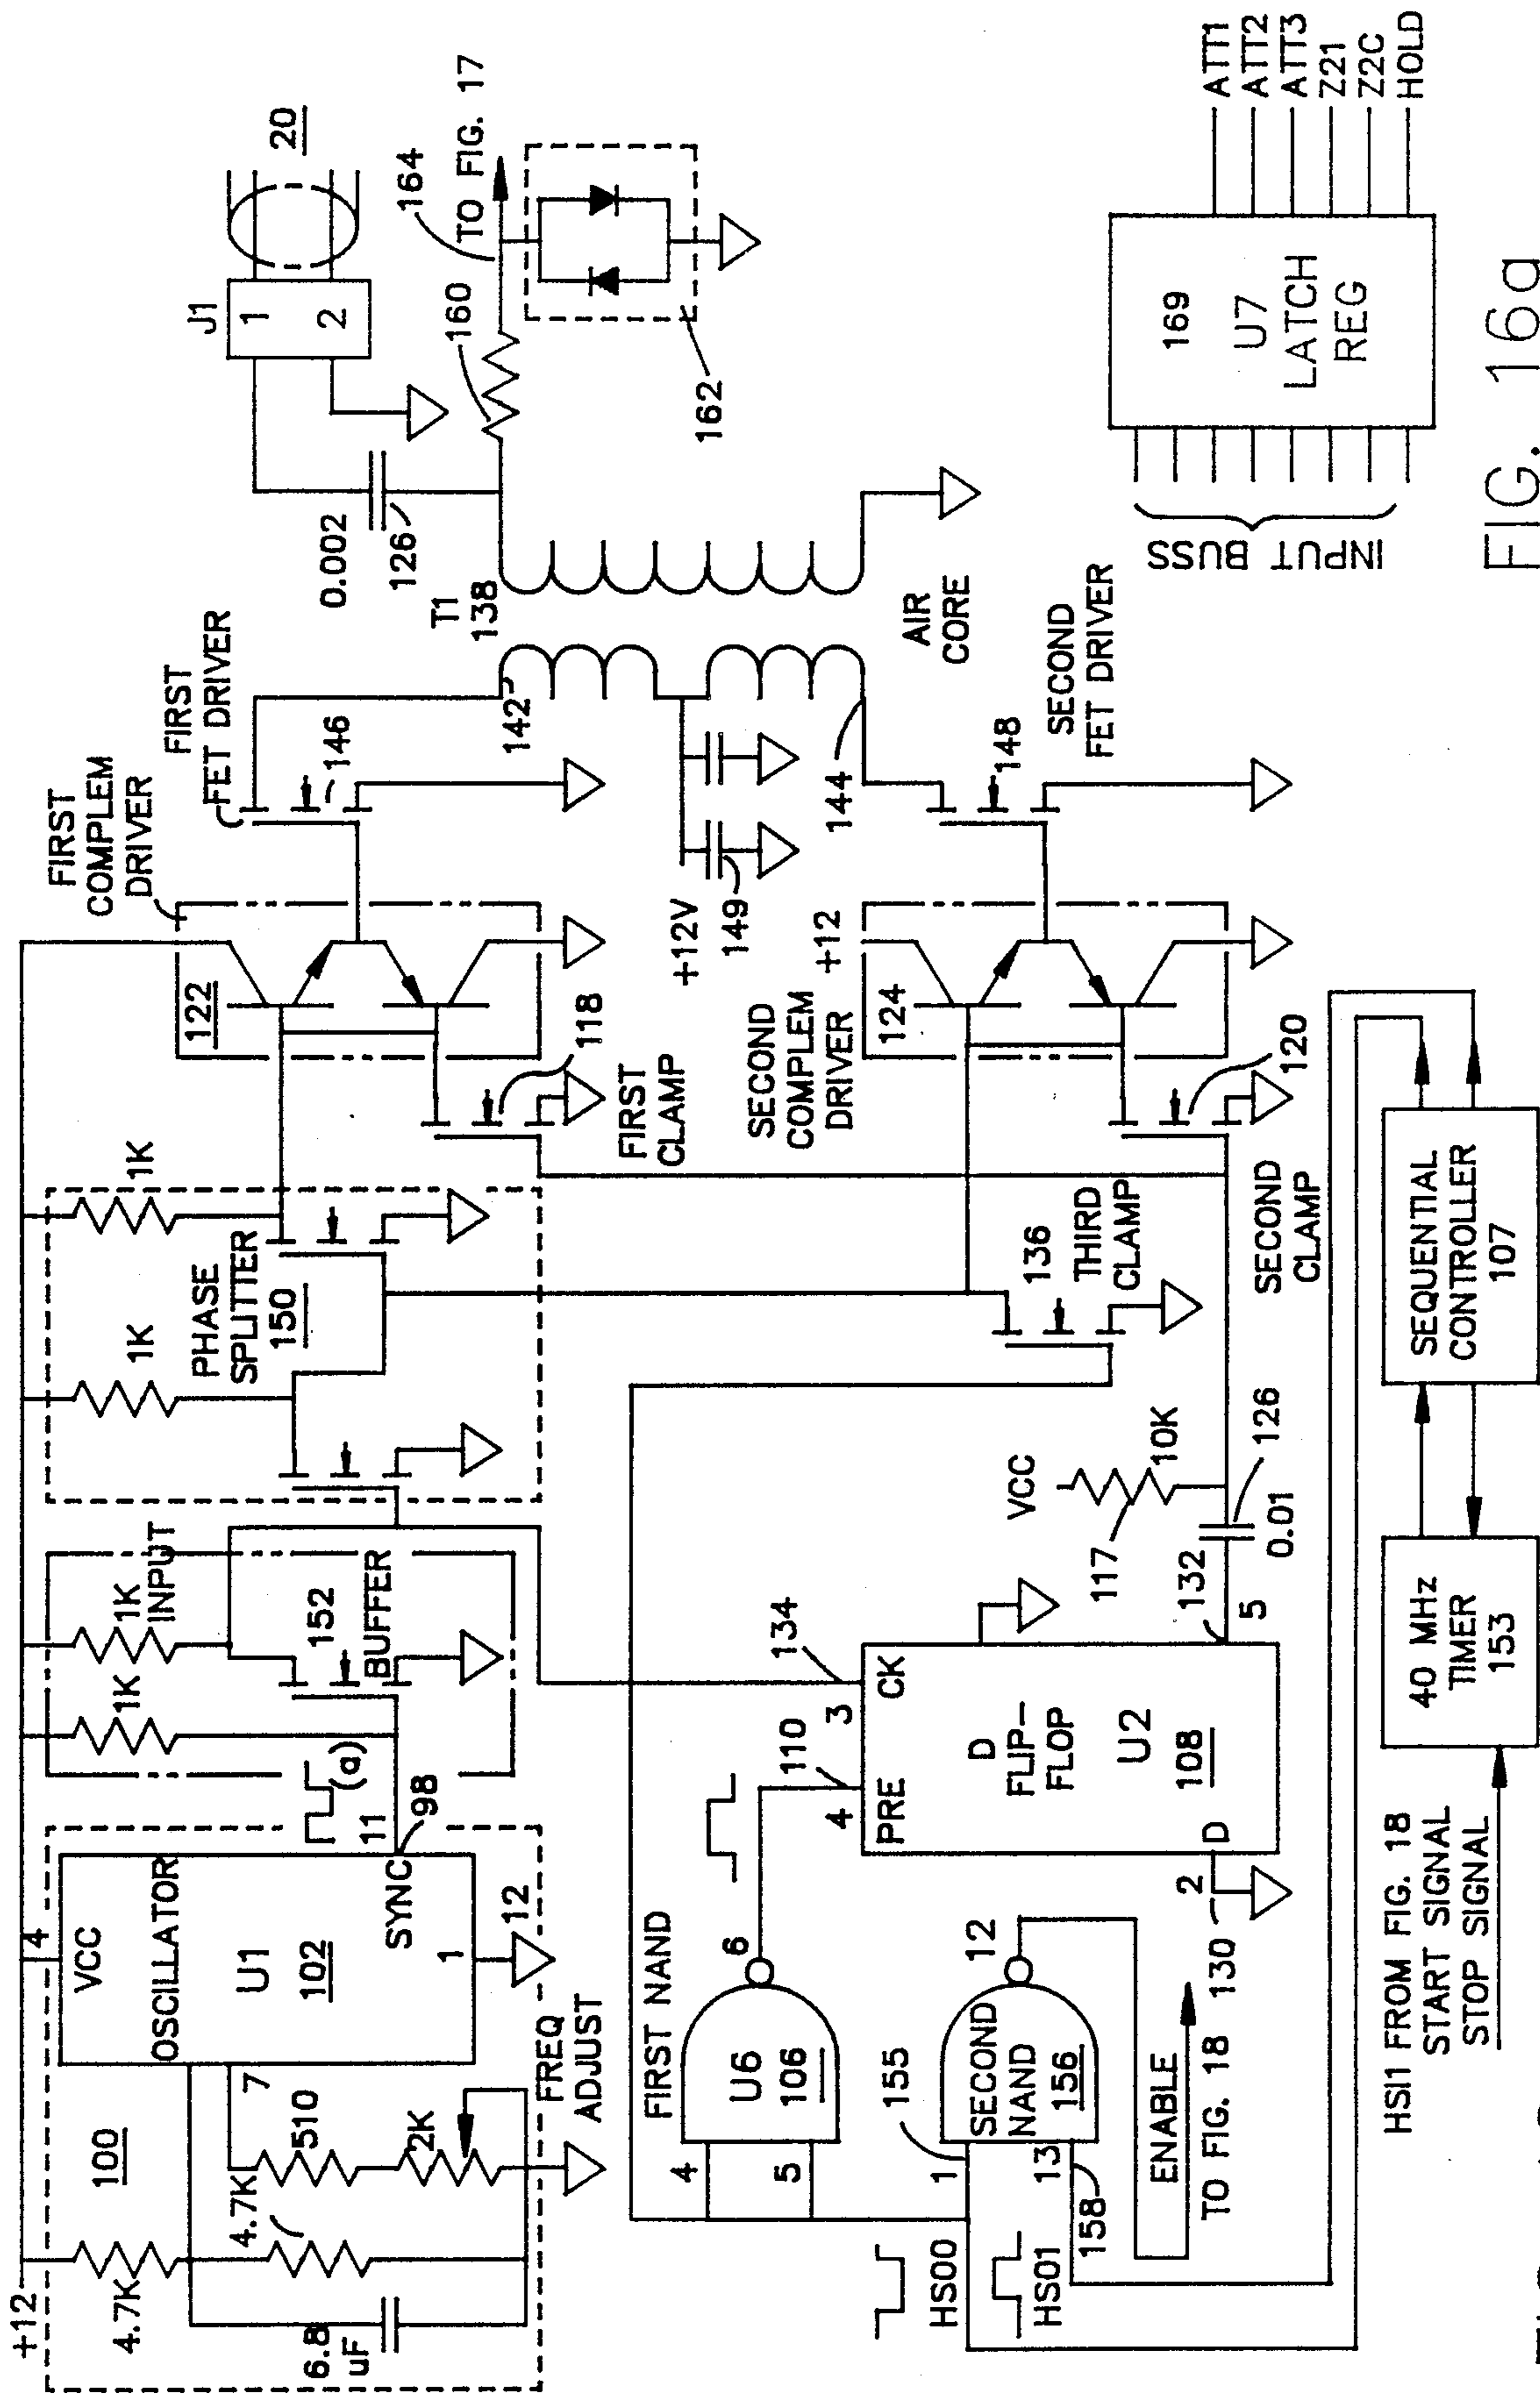 +12
4.7K
100
6.8
uF
4.7K
510
2K
FREQ
ADJUST
4
VCC
OSCILLATOR
U1
102
7
SYNC
1
12
11
98
(a)
1K
1K
INPUT
152
BUFFER
1K
PHASE
SPLITTER
150
1K
FIRST
COMPLEM
DRIVER
122
118
FIRST
CLAMP
FIRST
FET DRIVER
146
142
T1
138
+12V
149
144
AIR
CORE
0.002
126
J1
1
2
20
160
164
TO FIG. 17
162
SECOND
COMPLEM
DRIVER
+12
124
120
SECOND
CLAMP
148
SECOND
FET DRIVER
136
THIRD
CLAMP
VCC
10K
117
126
0.01
132
5
134
3
CK
110
4
PRE
D
FLIP-
FLOP
U2
108
D
2
130
FIRST NAND
4
5
U6
106
6
155
1
SECOND
NAND
156
12
13
158
HS00
HS01
ENABLE
TO FIG. 18
HSI1 FROM FIG. 18
START SIGNAL
STOP SIGNAL
40 MHz
TIMER
153
SEQUENTIAL
CONTROLLER
107
INPUT BUSS
169
U7
LATCH
REG
ATT1
ATT2
ATT3
Z21
Z2C
HOLD
FIG. 16a